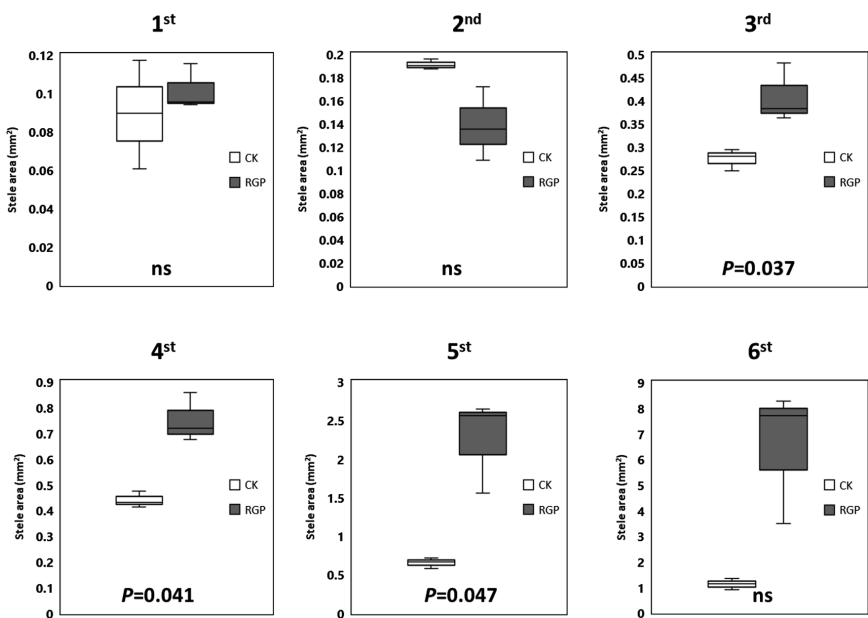 1st
0.12
0.1
0.08
0.06
0.04
0.02
0
Stele area (mm²)
CK
RGP
ns
2nd
0.2
0.18
0.16
0.14
0.12
0.1
0.08
0.06
0.04
0.02
0
Stele area (mm²)
CK
RGP
ns
3rd
0.5
0.45
0.4
0.35
0.3
0.25
0.2
0.15
0.1
0.05
0
Stele area (mm²)
CK
RGP
P=0.037
4st
0.9
0.8
0.7
0.6
0.5
0.4
0.3
0.2
0.1
0
Stele area (mm²)
CK
RGP
P=0.041
5st
3
2.5
2
1.5
1
0.5
0
Stele area (mm²)
CK
RGP
P=0.047
6st
9
8
7
6
5
4
3
2
1
0
Stele area (mm²)
CK
RGP
ns